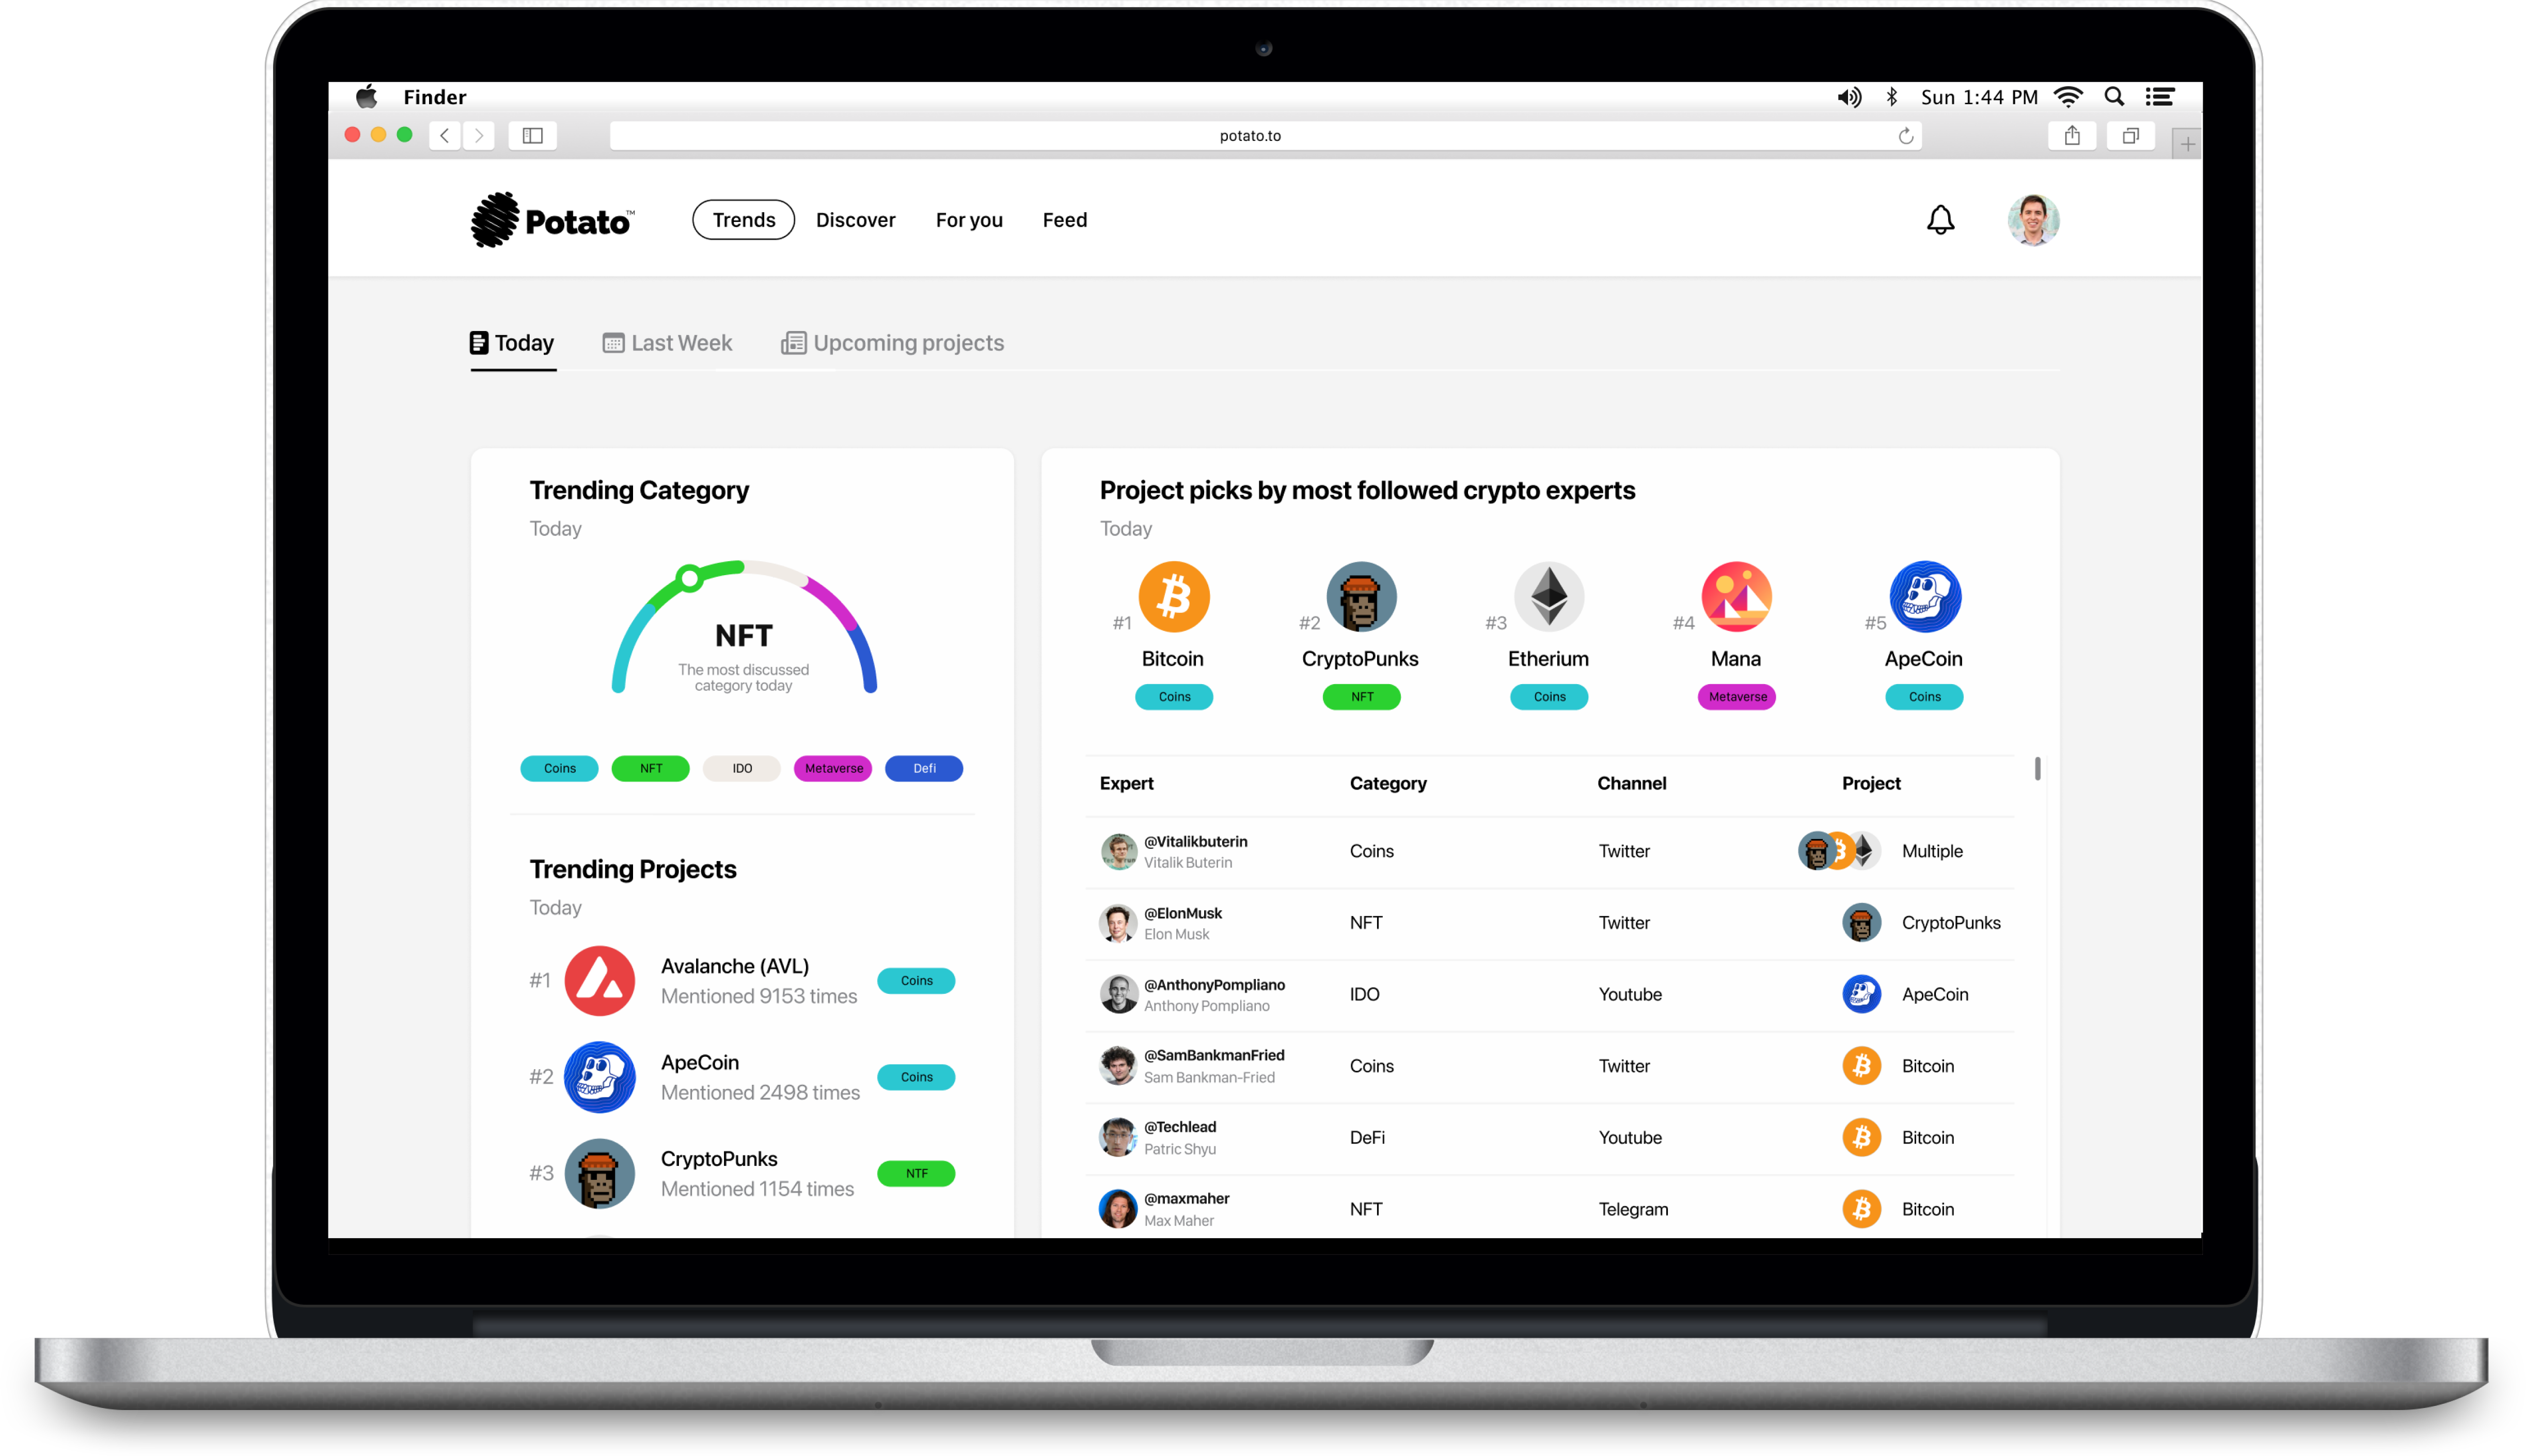 Finder
Sun 1:44 PM
potato.to
Potato™
Trends
Discover
For you
Feed
Today
Last Week
Upcoming projects
Trending Category
Today
NFT
The most discussed
category today
Coins
NFT
IDO
Metaverse
Defi
Trending Projects
Today
#1
Avalanche (AVL)
Mentioned 9153 times
Coins
#2
ApeCoin
Mentioned 2498 times
Coins
#3
CryptoPunks
Mentioned 1154 times
NTF
Project picks by most followed crypto experts
Today
#1
Bitcoin
Coins
#2
CryptoPunks
NFT
#3
Etherium
Coins
#4
Mana
Metaverse
#5
ApeCoin
Coins
Expert Category Channel Project
@Vitalikbuterin
Vitalik Buterin
Coins Twitter Multiple
@ElonMusk
Elon Musk
NFT Twitter CryptoPunks
@AnthonyPompliano
Anthony Pompliano
IDO Youtube ApeCoin
@SamBankmanFried
Sam Bankman-Fried
Coins Twitter Bitcoin
@Techlead
Patric Shyu
DeFi Youtube Bitcoin
@maxmaher
Max Maher
NFT Telegram Bitcoin